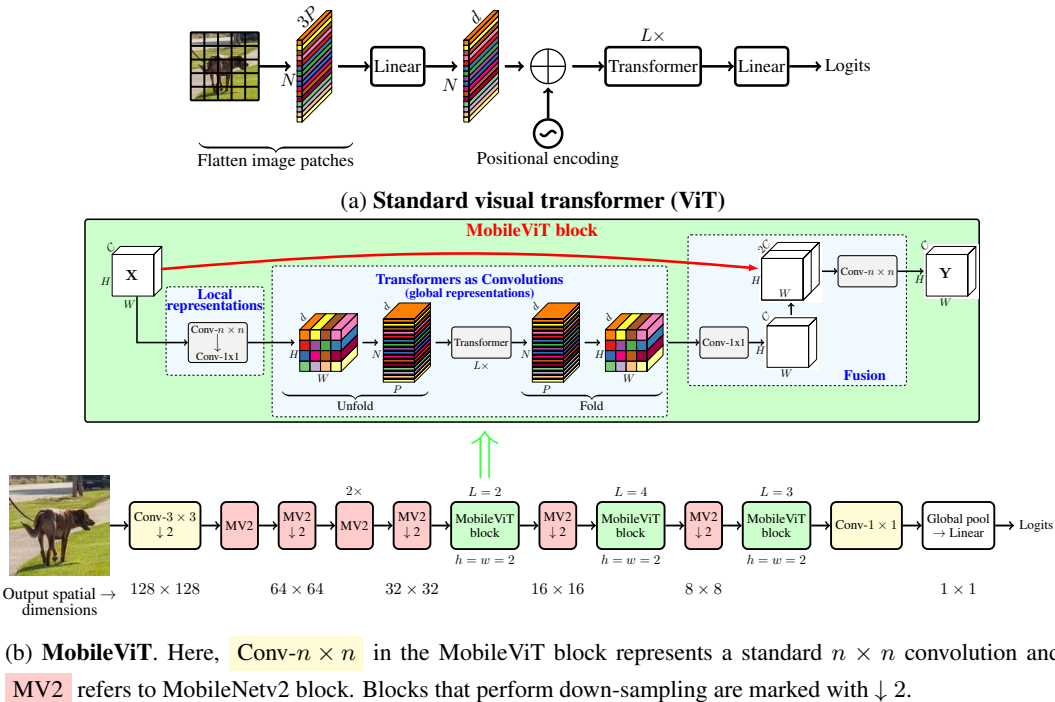 3P
d
L×
N
Linear
N
Transformer
Linear
Logits
Flatten image patches
Positional encoding
(a) Standard visual transformer (ViT)
MobileViT block
C
H
X
W
Local
representations
Conv-n × n
↓
Conv-1x1
Transformers as Convolutions
(global representations)
d
H
W
N
P
Unfold
Transformer
L×
d
N
P
H
W
Fold
Conv-1x1
C
H
W
2C
H
W
Conv-n × n
C
H
Y
W
Fusion
Conv-3 × 3
↓ 2
MV2
MV2
↓ 2
2×
MV2
MV2
↓ 2
L = 2
MobileViT
block
h = w = 2
MV2
↓ 2
L = 4
MobileViT
block
h = w = 2
MV2
↓ 2
L = 3
MobileViT
block
h = w = 2
Conv-1 × 1
Global pool
→ Linear
Logits
Output spatial →
dimensions
128 × 128
64 × 64
32 × 32
16 × 16
8 × 8
1 × 1
(b) MobileViT. Here, Conv-n × n in the MobileViT block represents a standard n × n convolution and
MV2 refers to MobileNetv2 block. Blocks that perform down-sampling are marked with ↓ 2.